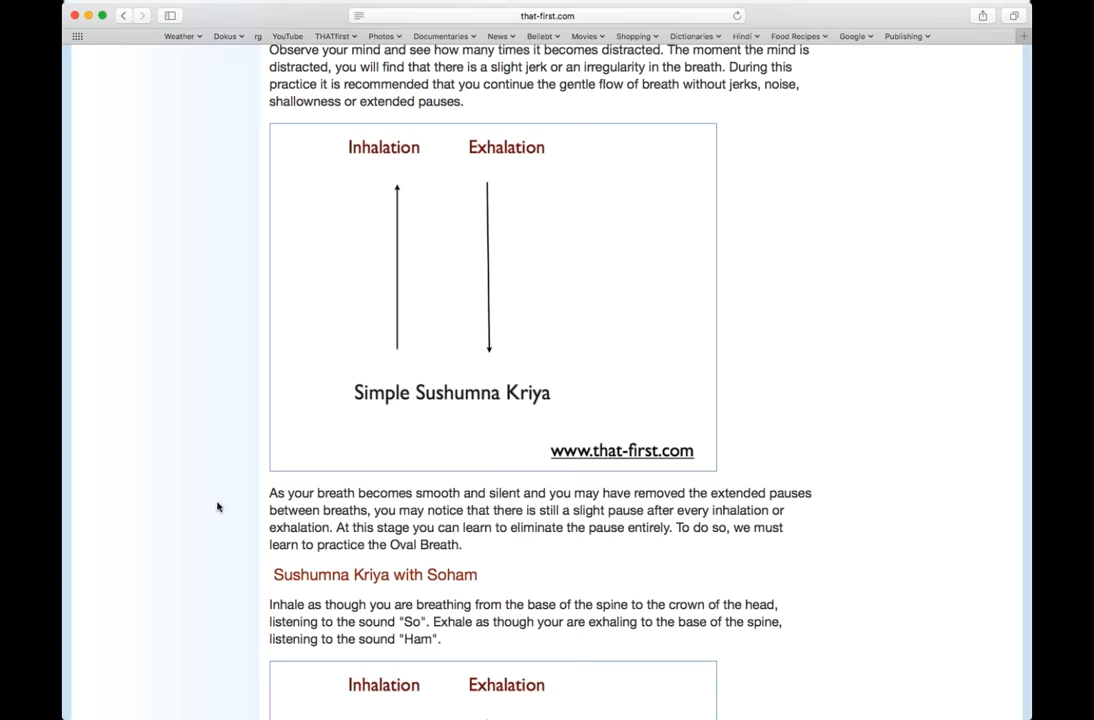 that-first.com
Weather Dokus rg YouTube THATfirst Photos Documentaries News Beliebt Movies Shopping Dictionaries Hindi Food Recipes Google Publishing
Observe your mind and see how many times it becomes distracted. The moment the mind is
distracted, you will find that there is a slight jerk or an irregularity in the breath. During this
practice it is recommended that you continue the gentle flow of breath without jerks, noise,
shallowness or extended pauses.
Inhalation Exhalation
Simple Sushumna Kriya
www.that-first.com
As your breath becomes smooth and silent and you may have removed the extended pauses
between breaths, you may notice that there is still a slight pause after every inhalation or
exhalation. At this stage you can learn to eliminate the pause entirely. To do so, we must
learn to practice the Oval Breath.
Sushumna Kriya with Soham
Inhale as though you are breathing from the base of the spine to the crown of the head,
listening to the sound "So". Exhale as though your are exhaling to the base of the spine,
listening to the sound "Ham".
Inhalation Exhalation